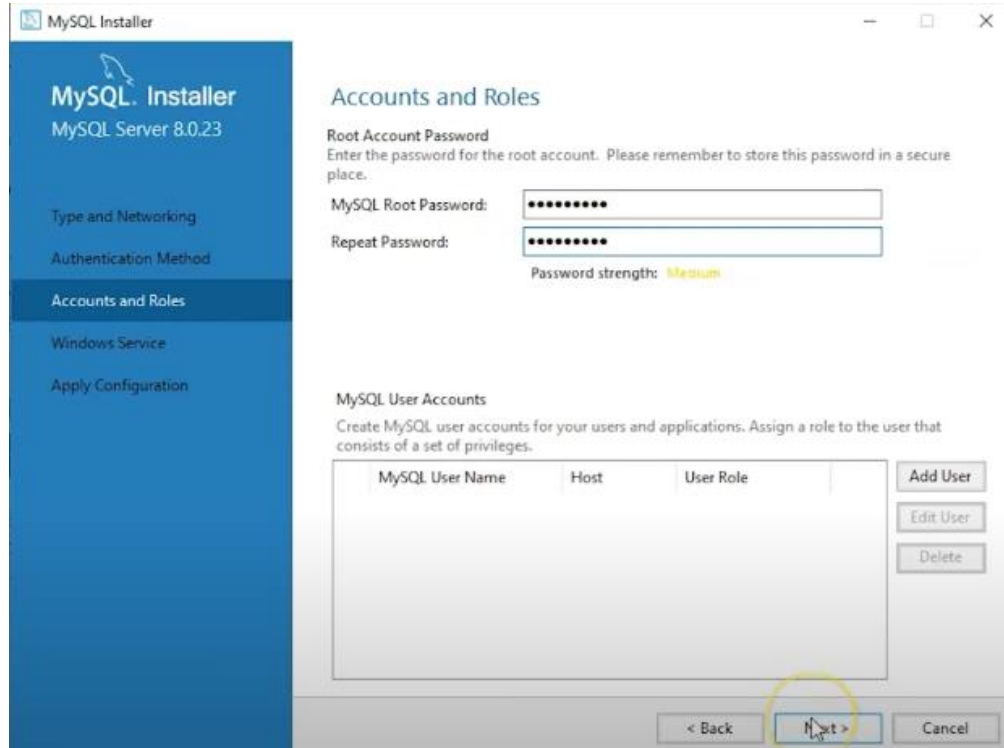 MySQL Installer
MySQL. Installer
MySQL Server 8.0.23
Type and Networking
Authentication Method
Accounts and Roles
Windows Service
Apply Configuration
Accounts and Roles
Root Account Password
Enter the password for the root account. Please remember to store this password in a secure
place.
MySQL Root Password:
Repeat Password:
Password strength: Medium
MySQL User Accounts
Create MySQL user accounts for your users and applications. Assign a role to the user that
consists of a set of privileges.
MySQL User Name Host User Role
Add User
Edit User
Delete
< Back Next > Cancel